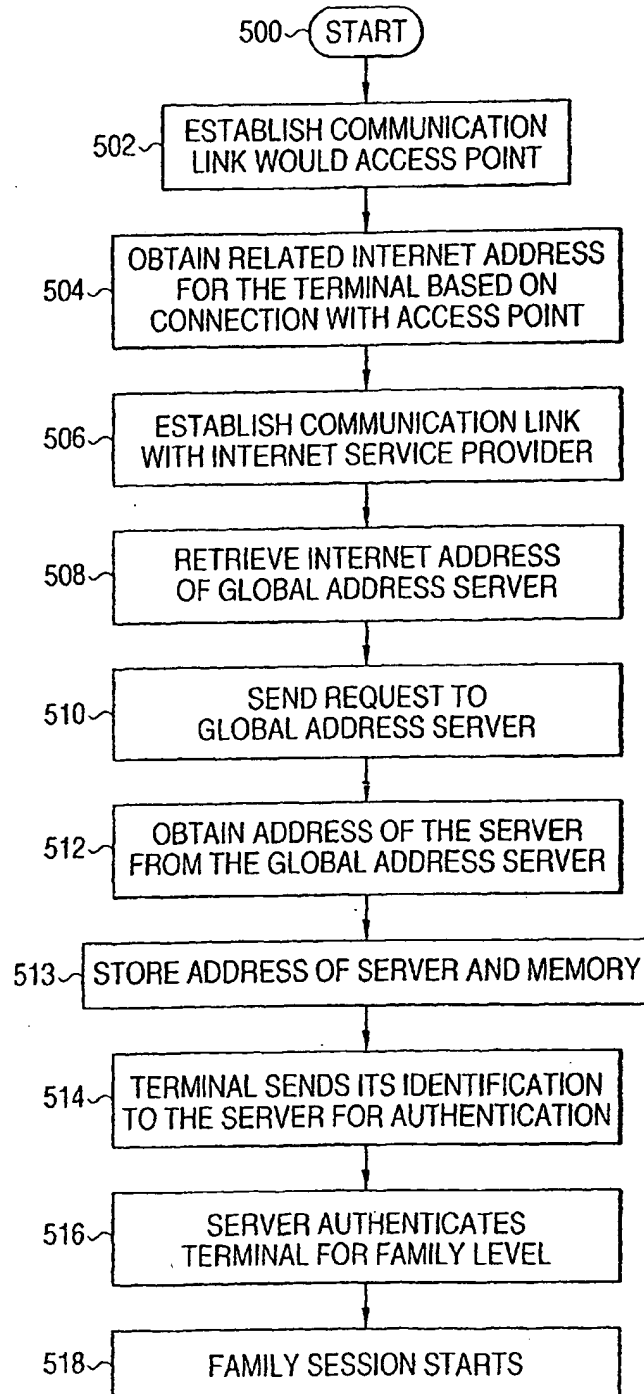 500 START
502 ESTABLISH COMMUNICATION
LINK WOULD ACCESS POINT
OBTAIN RELATED INTERNET ADDRESS
504 FOR THE TERMINAL BASED ON
CONNECTION WITH ACCESS POINT
506 ESTABLISH COMMUNICATION LINK
WITH INTERNET SERVICE PROVIDER
508 RETRIEVE INTERNET ADDRESS
OF GLOBAL ADDRESS SERVER
510 SEND REQUEST TO
GLOBAL ADDRESS SERVER
512 OBTAIN ADDRESS OF THE SERVER
FROM THE GLOBAL ADDRESS SERVER
513 STORE ADDRESS OF SERVER AND MEMORY
514 TERMINAL SENDS ITS IDENTIFICATION
TO THE SERVER FOR AUTHENTICATION
516 SERVER AUTHENTICATES
TERMINAL FOR FAMILY LEVEL
518 FAMILY SESSION STARTS